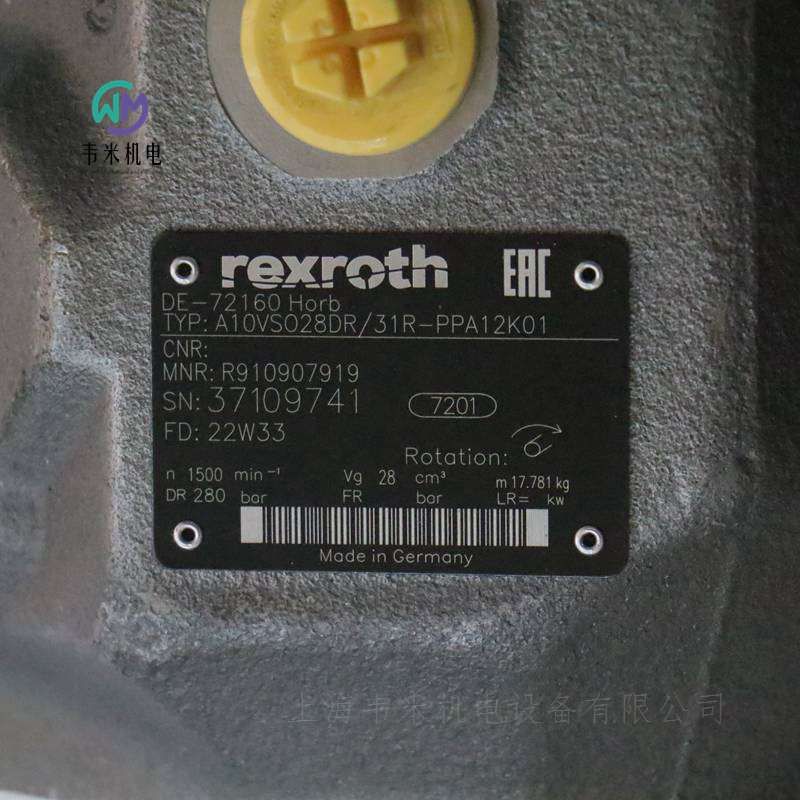 WM
韦米机电
rexroth EAC
DE-72160 Horb
TYP: A10VSO28DR/31R-PPA12K01
CNR:
MNR: R910907919
SN: 37109741 7201
FD: 22W33
Rotation:
n 1500 min⁻¹ Vg 28 cm³ m 17.781 kg
DR 280 bar FR bar LR= kw
Made in Germany
上海韦米机电设备有限公司